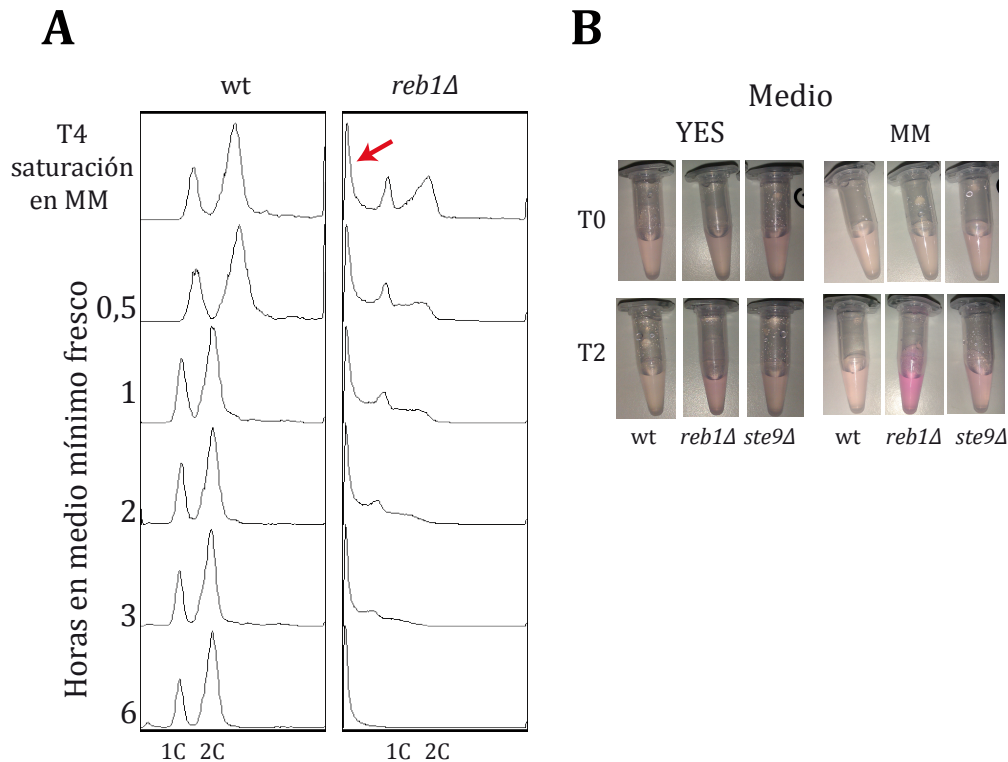 A
wt
reb1Δ
T4
saturación
en MM
Horas en medio mínimo fresco
0,5
1
2
3
6
1C 2C
1C 2C
B
Medio
YES
MM
T0
T2
wt
reb1Δ
ste9Δ
wt
reb1Δ
ste9Δ